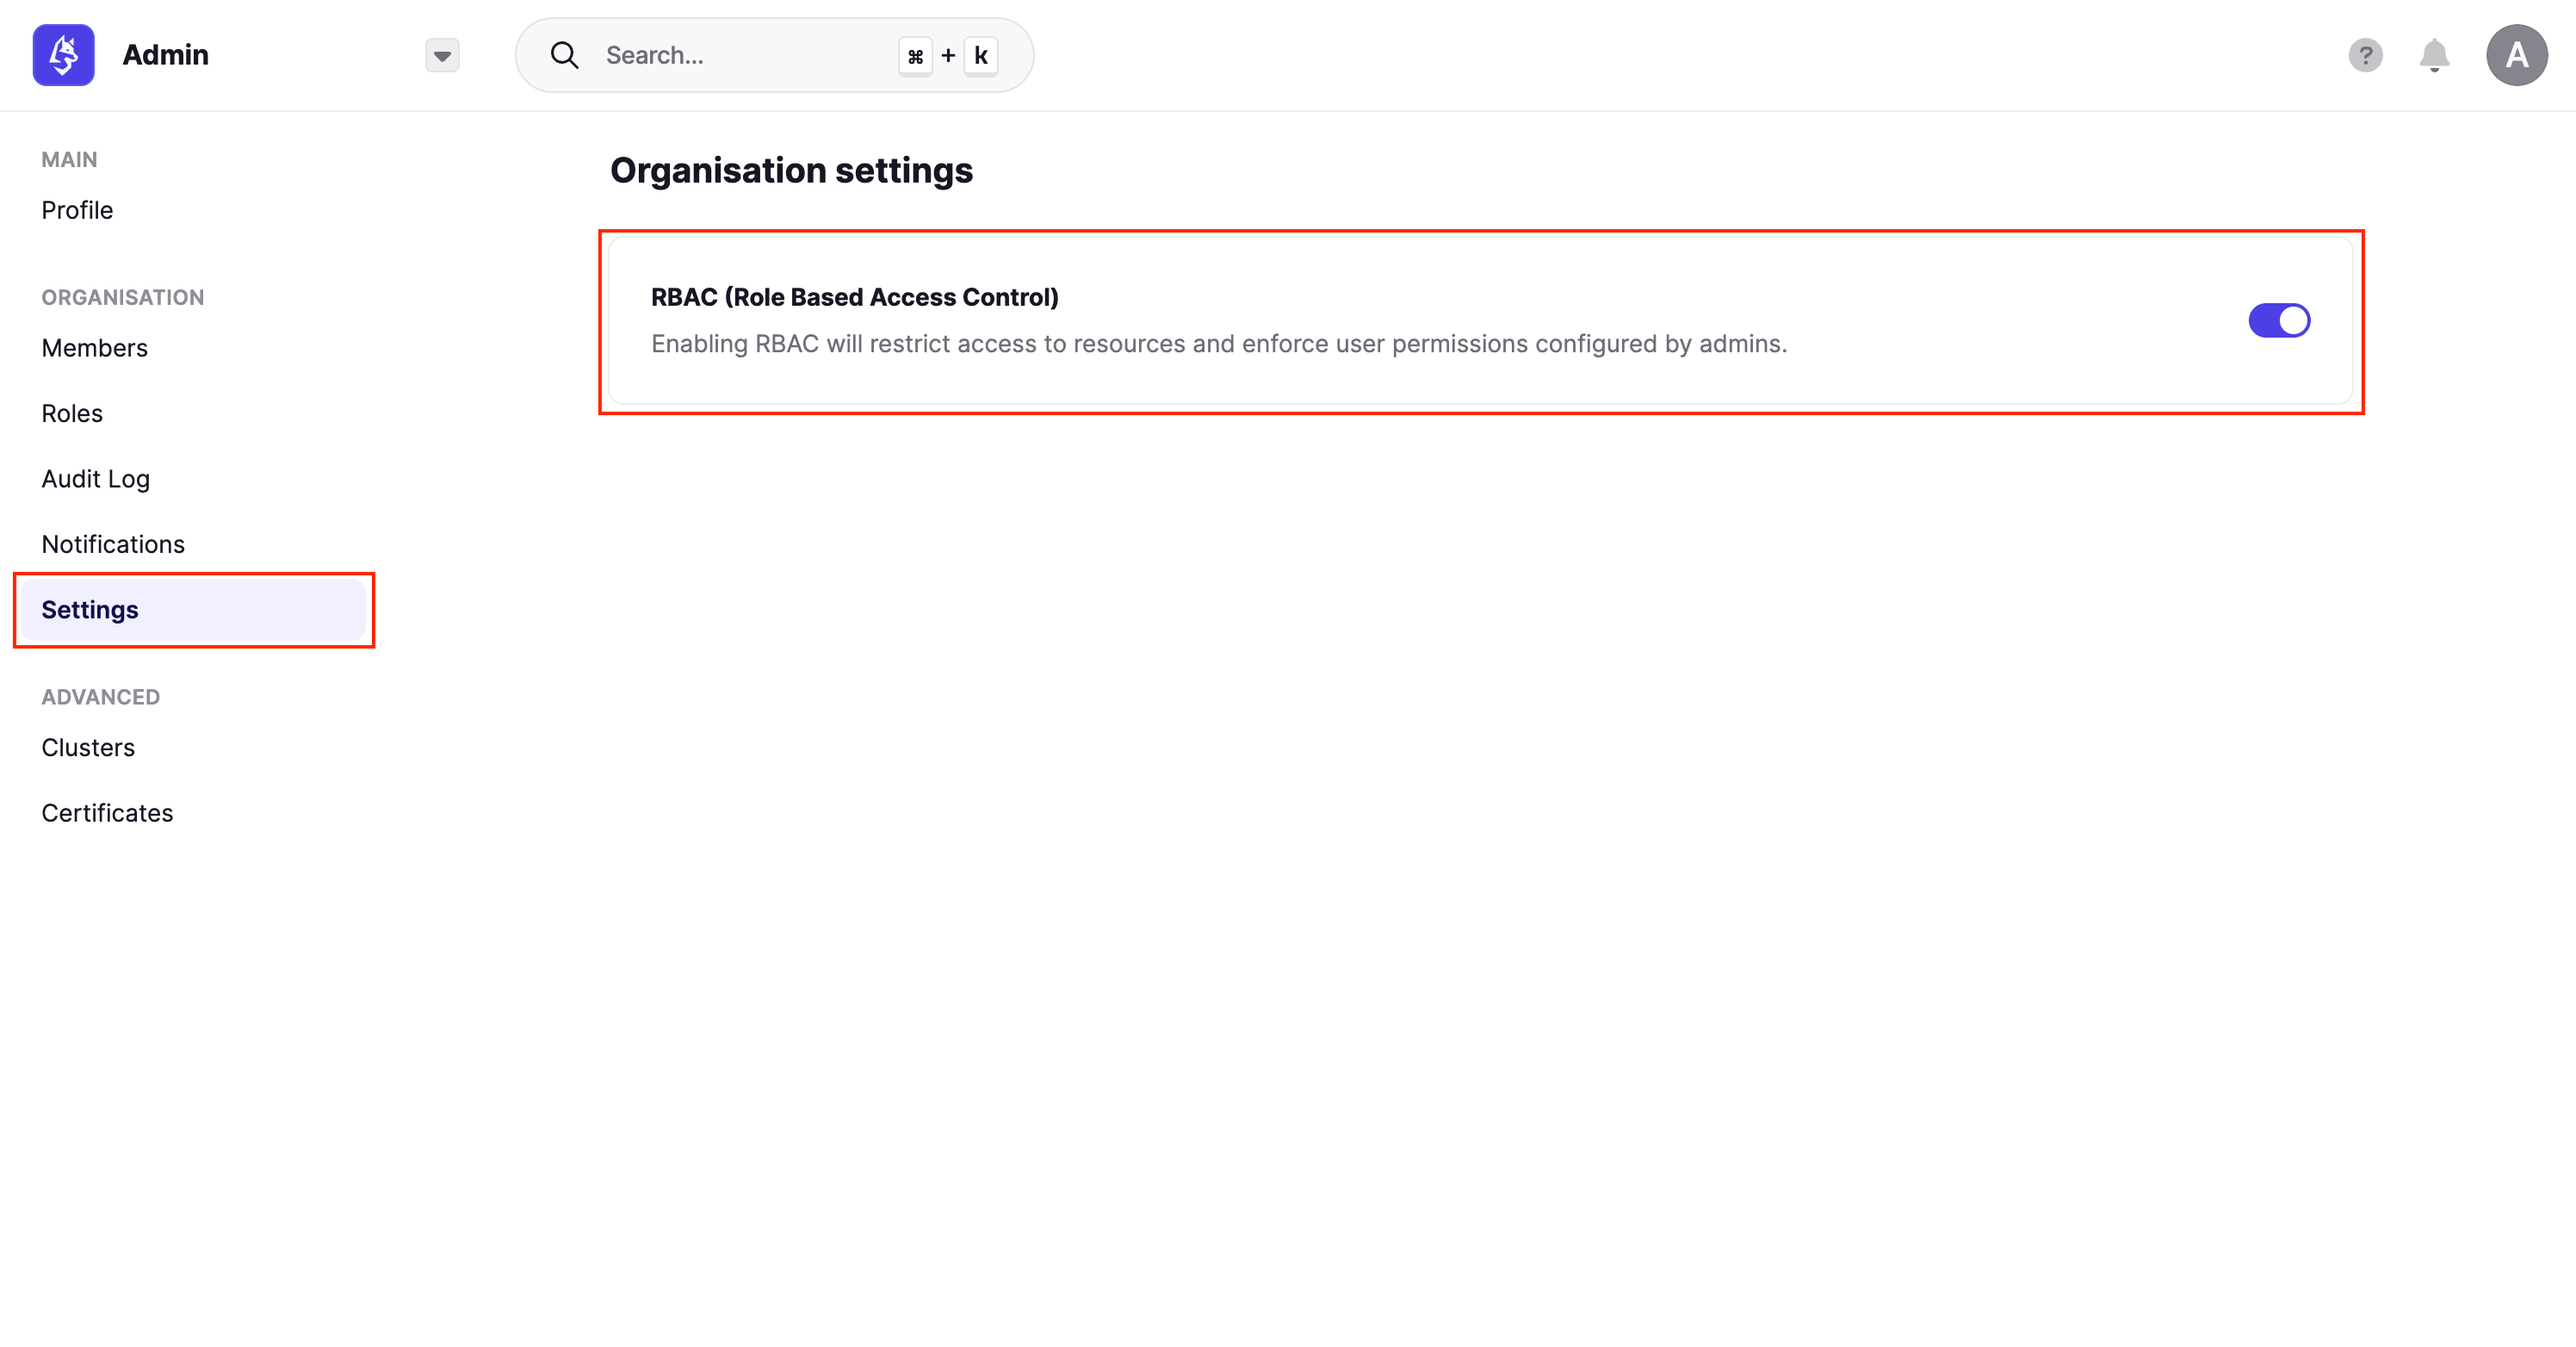 Admin
Search...
⌘ + k
?
A
MAIN
Profile
ORGANISATION
Members
Roles
Audit Log
Notifications
Settings
ADVANCED
Clusters
Certificates
Organisation settings
RBAC (Role Based Access Control)
Enabling RBAC will restrict access to resources and enforce user permissions configured by admins.